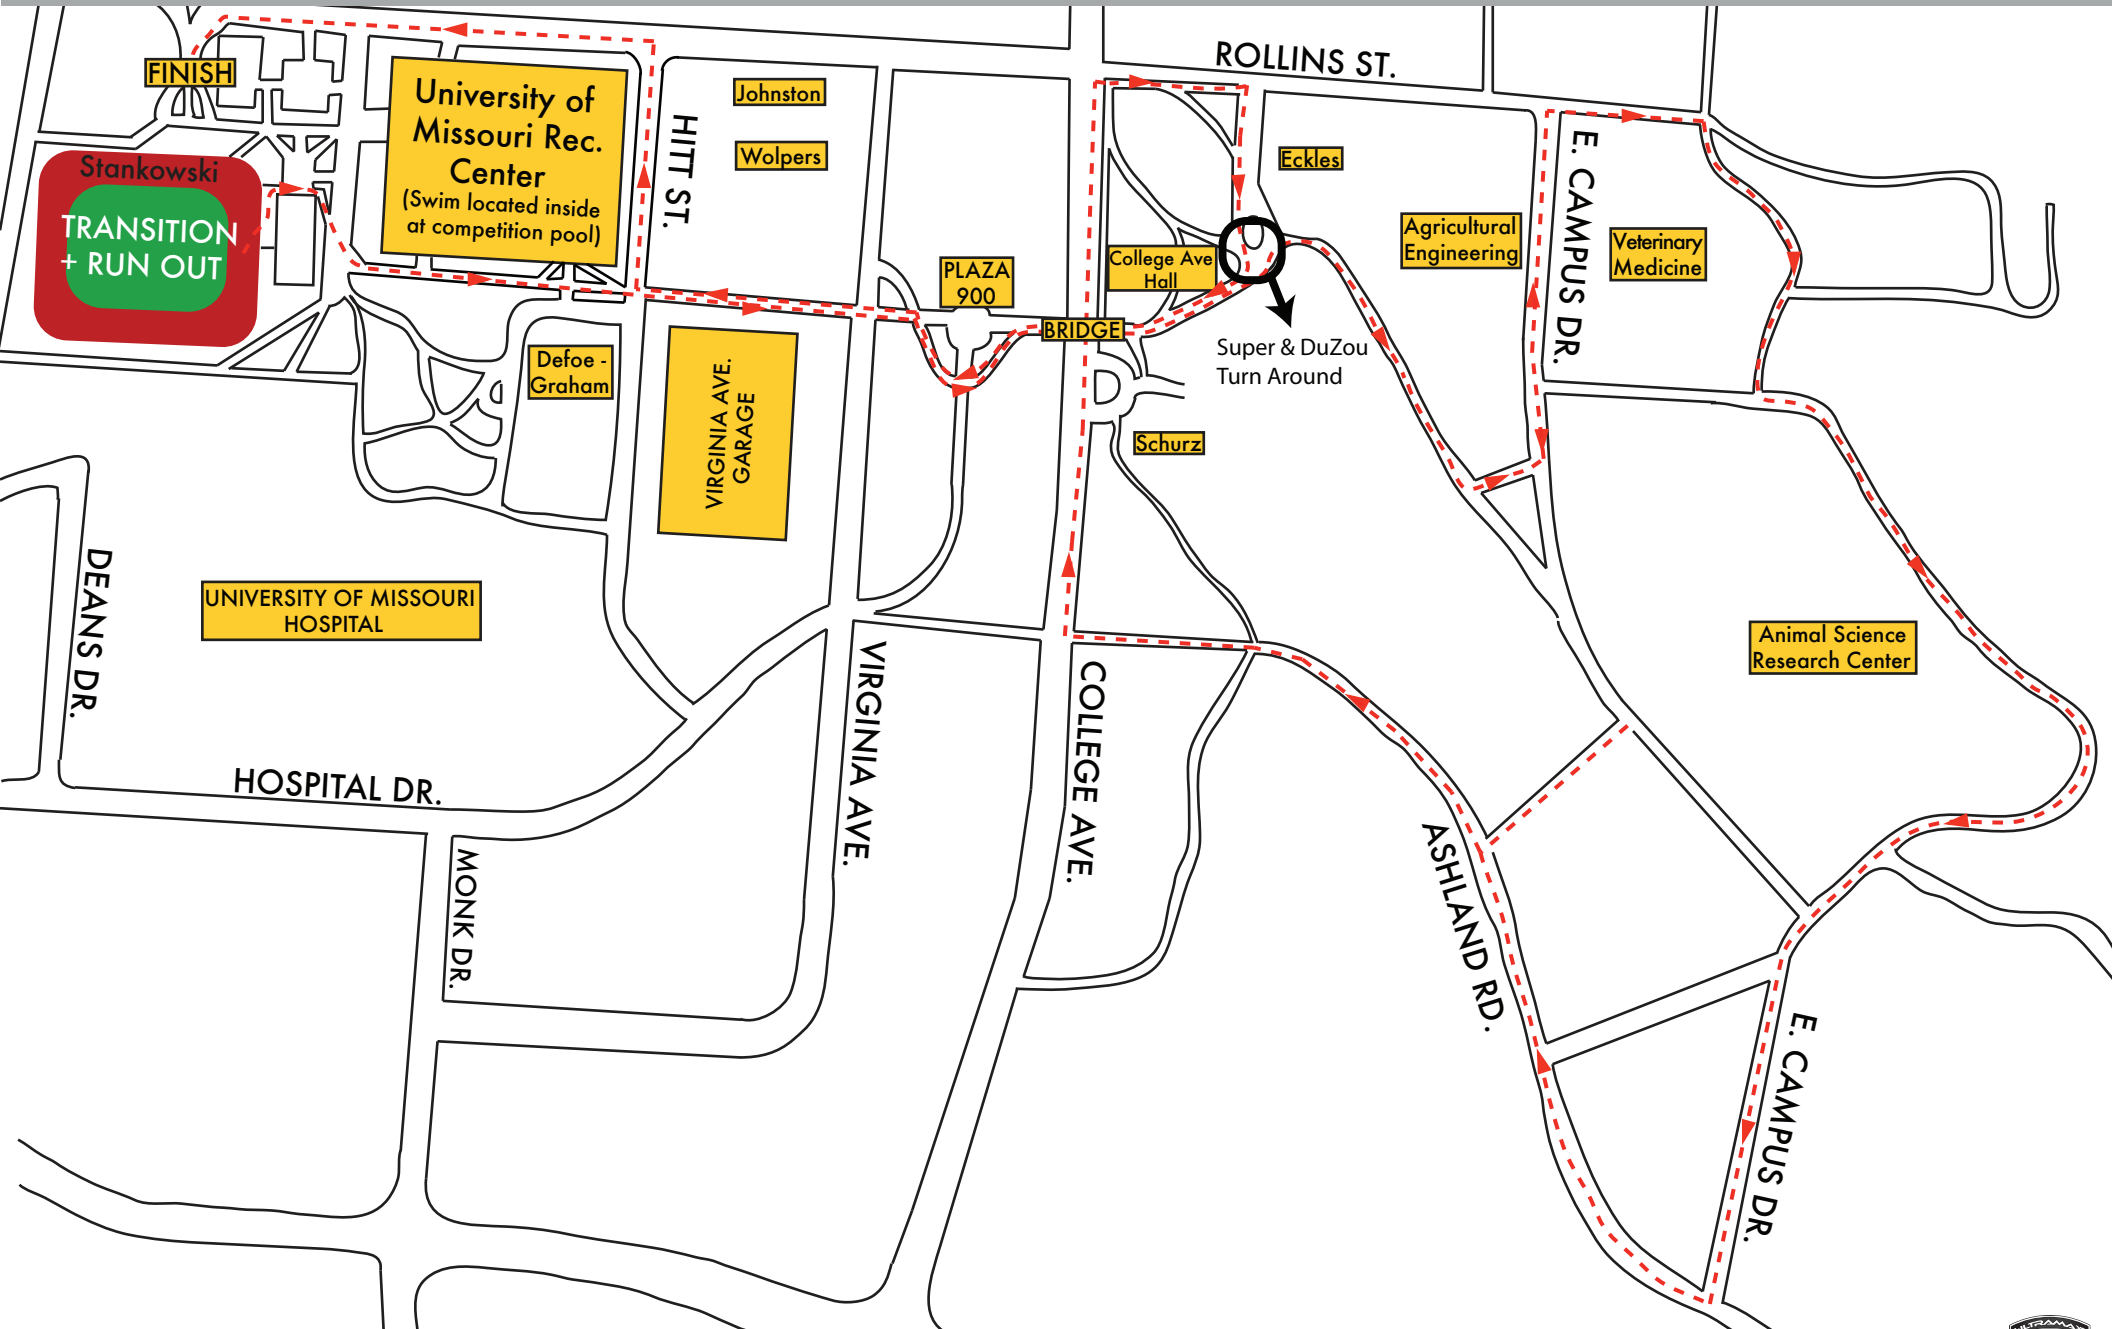 ROLLINS ST.
FINISH
University of
Missouri Rec.
Center
(Swim located inside
at competition pool)
Johnston
Wolpers
HITT ST.
Eckles
E. CAMPUS DR.
Stankowski
TRANSITION
+ RUN OUT
Agricultural
Engineering
Veterinary
Medicine
College Ave
Hall
PLAZA
900
BRIDGE
Super & DuZou
Turn Around
Defoe -
Graham
VIRGINIA AVE.
GARAGE
Schurz
DEANS DR.
UNIVERSITY OF MISSOURI
HOSPITAL
Animal Science
Research Center
VIRGINIA AVE.
COLLEGE AVE.
HOSPITAL DR.
MONK DR.
ASHLAND RD.
E. CAMPUS DR.
ULTRAMAX